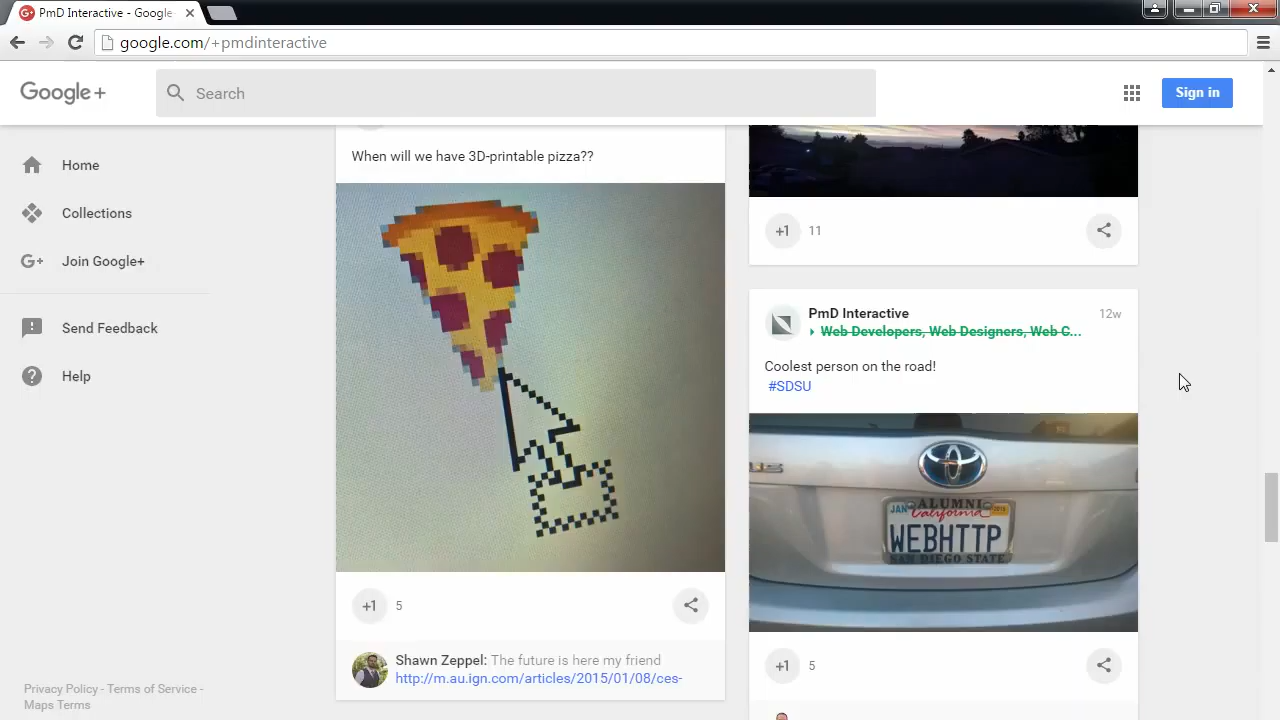 PmD Interactive - Google
google.com/+pmdinteractive
Google+
Search
Sign in
Home
Collections
Join Google+
Send Feedback
Help
Privacy Policy - Terms of Service -
Maps Terms
When will we have 3D-printable pizza??
+1 5
Shawn Zeppel: The future is here my friend
http://m.au.ign.com/articles/2015/01/08/ces-
+1 11
PmD Interactive 12w
Web Developers, Web Designers, Web C...
Coolest person on the road!
#SDSU
ALUMNI
JAN California
WEBHTTP
SAN DIEGO STATE
+1 5